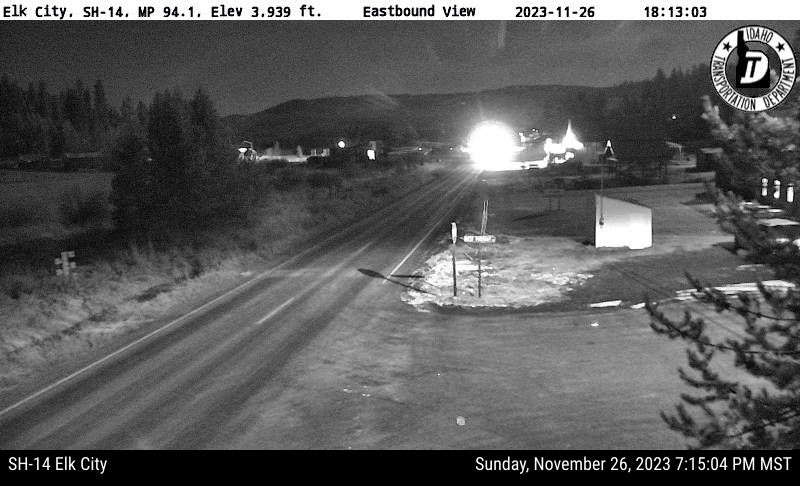 Elk City, SH-14, MP 94.1, Elev 3,939 ft. Eastbound View 2023-11-26 18:13:03
IDAHO
TRANSPORTATION DEPARTMENT
SH-14 Elk City Sunday, November 26, 2023 7:15:04 PM MST